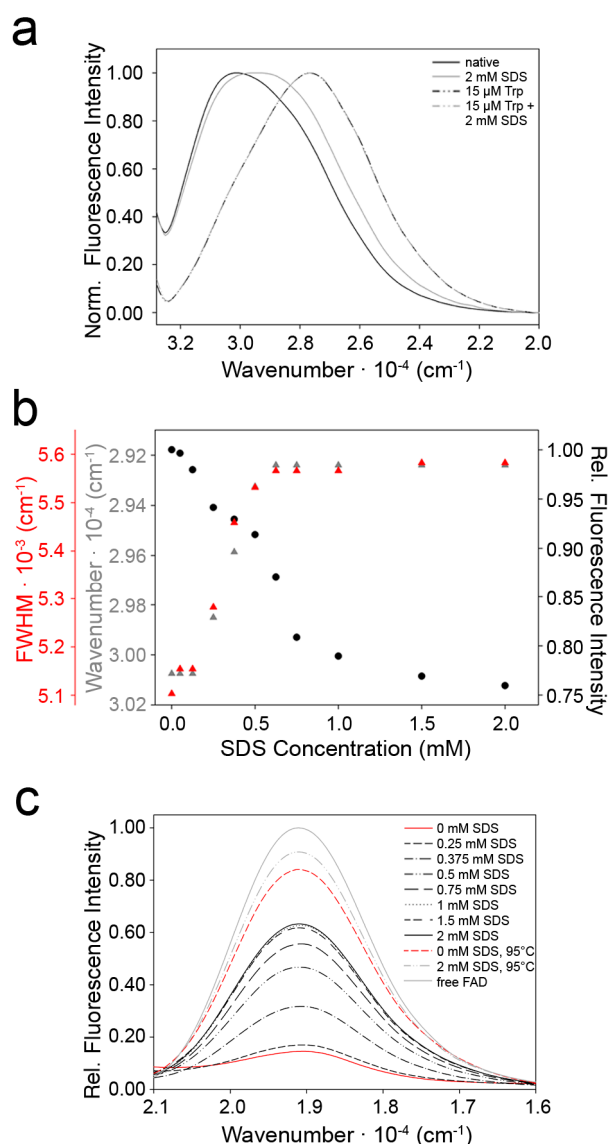 a
Norm. Fluorescence Intensity
1.00
0.80
0.60
0.40
0.20
0.00
native
2 mM SDS
15 µM Trp
15 µM Trp +
2 mM SDS
3.2 3.0 2.8 2.6 2.4 2.2 2.0
Wavenumber · 10⁻⁴ (cm⁻¹)
b
FWHM · 10⁻³ (cm⁻¹)
5.6
5.5
5.4
5.3
5.2
5.1
Wavenumber · 10⁻⁴ (cm⁻¹)
2.92
2.94
2.96
2.98
3.00
3.02
1.00
0.95
0.90
0.85
0.80
0.75
Rel. Fluorescence Intensity
0.0 0.5 1.0 1.5 2.0
SDS Concentration (mM)
c
Rel. Fluorescence Intensity
1.00
0.80
0.60
0.40
0.20
0.00
0 mM SDS
0.25 mM SDS
0.375 mM SDS
0.5 mM SDS
0.75 mM SDS
1 mM SDS
1.5 mM SDS
2 mM SDS
0 mM SDS, 95°C
2 mM SDS, 95°C
free FAD
2.1 2.0 1.9 1.8 1.7 1.6
Wavenumber · 10⁻⁴ (cm⁻¹)